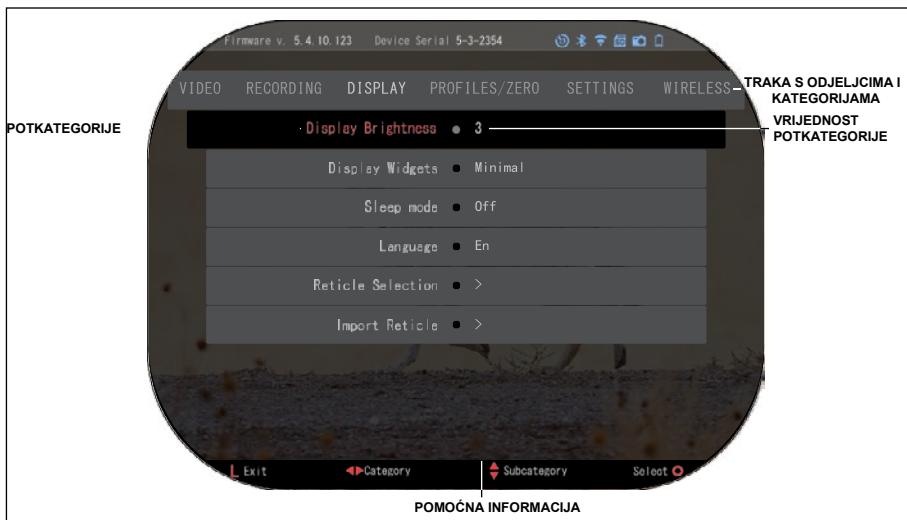 Firmware v. 5.4.10.123 Device Serial 5-3-2354
VIDEO RECORDING DISPLAY PROFILES/ZERO SETTINGS WIRELESS
TRAKA S ODJELJCIMA I
KATEGORIJAMA
POTKATEGORIJE
Display Brightness 3
VRIJEDNOST
POTKATEGORIJE
Display Widgets Minimal
Sleep mode Off
Language En
Reticle Selection >
Import Reticle >
L Exit Category Subcategory Select
POMOĆNA INFORMACIJA